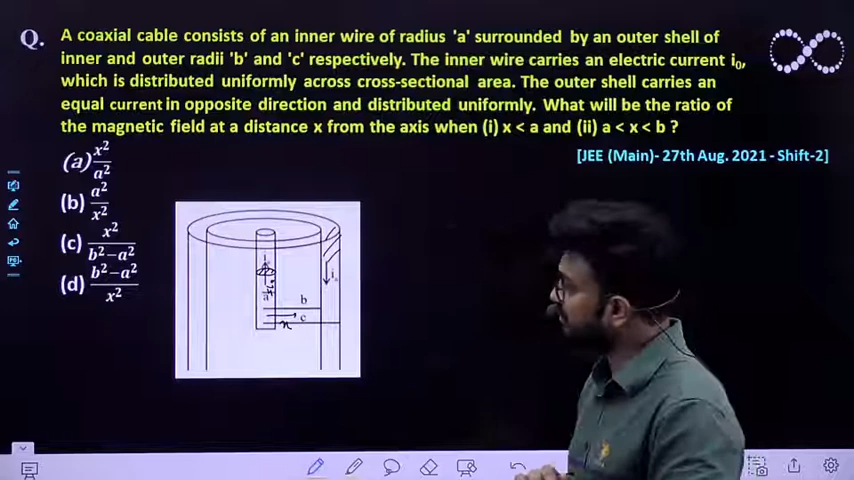 Q. A coaxial cable consists of an inner wire of radius 'a' surrounded by an outer shell of
inner and outer radii 'b' and 'c' respectively. The inner wire carries an electric current i₀,
which is distributed uniformly across cross-sectional area. The outer shell carries an
equal current in opposite direction and distributed uniformly. What will be the ratio of
the magnetic field at a distance x from the axis when (i) x < a and (ii) a < x < b ?
[JEE (Main)- 27th Aug. 2021 - Shift-2]
(a) x²/a²
(b) a²/x²
(c) x²/(b²−a²)
(d) (b²−a²)/x²
i
i₀
a
b
c
x